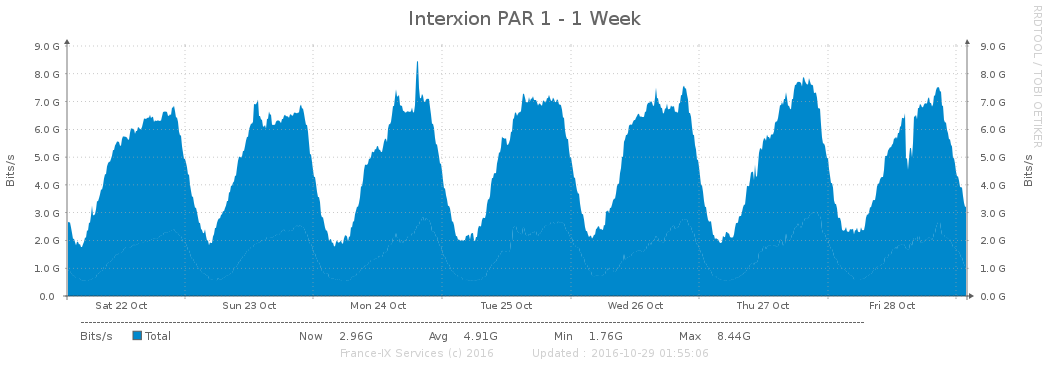 Interxion PAR 1 - 1 Week
RRDTOOL / TOBI OETIKER
9.0 G 9.0 G
8.0 G 8.0 G
7.0 G 7.0 G
6.0 G 6.0 G
5.0 G 5.0 G
4.0 G 4.0 G
3.0 G 3.0 G
2.0 G 2.0 G
1.0 G 1.0 G
0.0 0.0 G
Bits/s
Bits/s
Sat 22 Oct Sun 23 Oct Mon 24 Oct Tue 25 Oct Wed 26 Oct Thu 27 Oct Fri 28 Oct
Bits/s Total Now 2.96G Avg 4.91G Min 1.76G Max 8.44G
France-IX Services (c) 2016 Updated : 2016-10-29 01:55:06